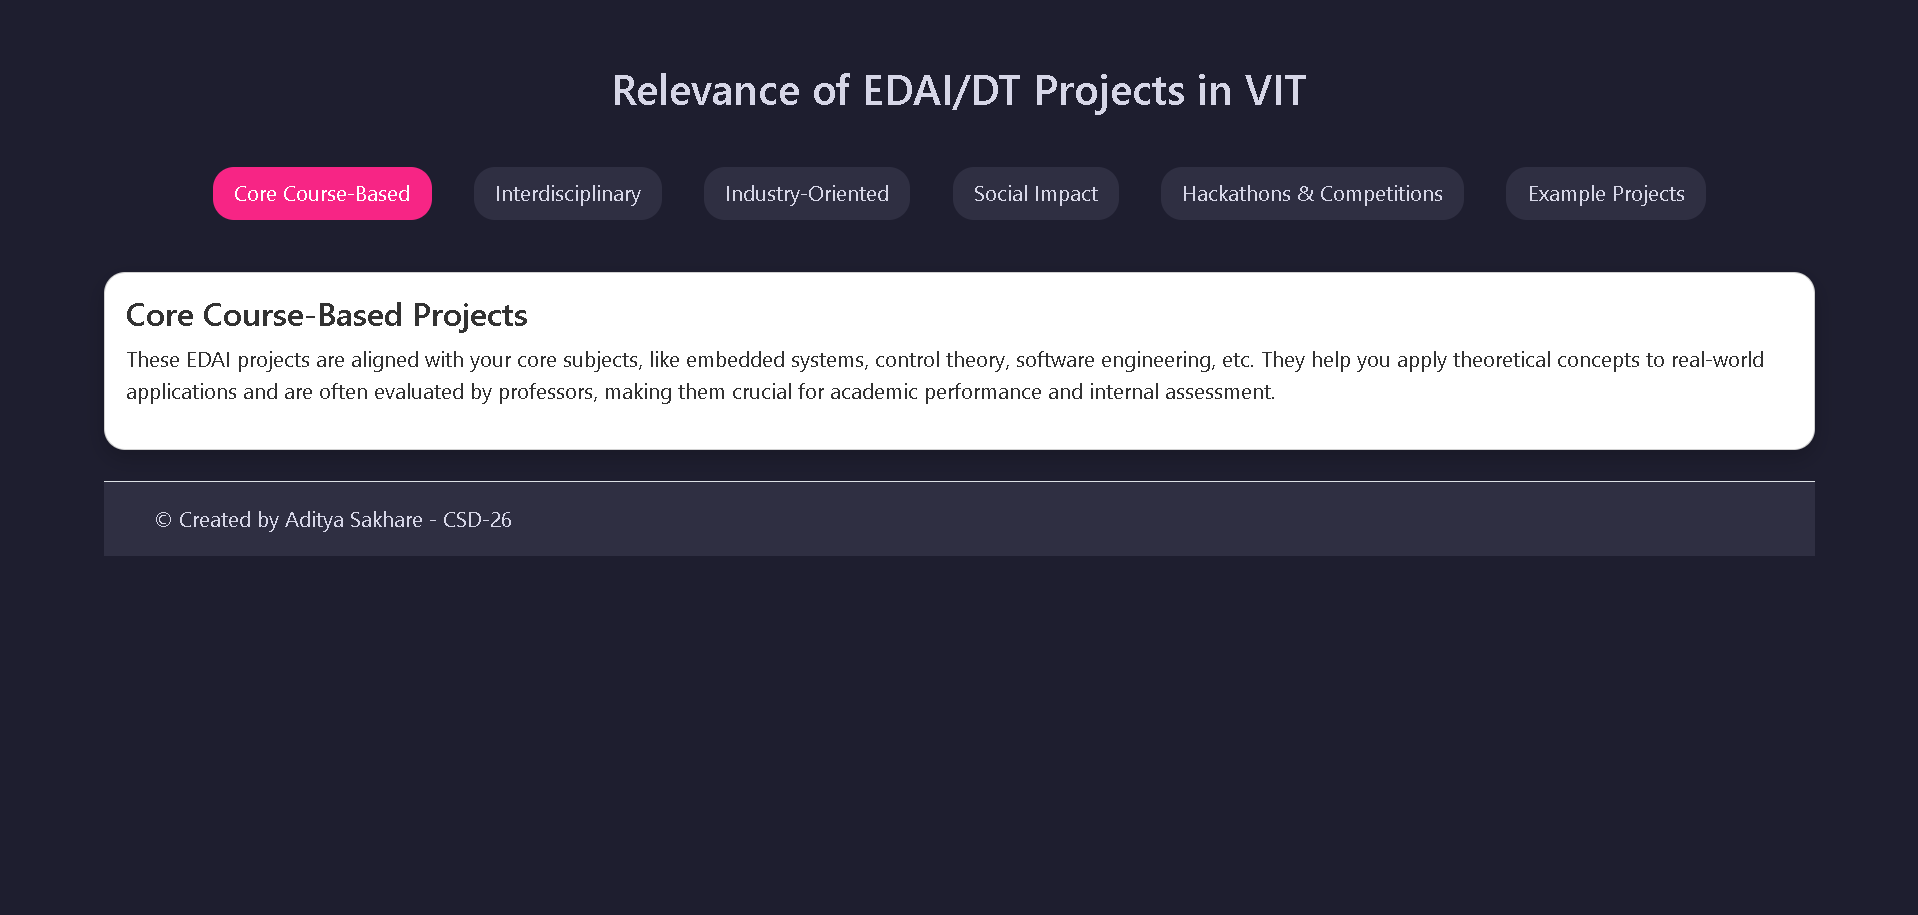 Relevance of EDAI/DT Projects in VIT
Core Course-Based
Interdisciplinary
Industry-Oriented
Social Impact
Hackathons & Competitions
Example Projects
Core Course-Based Projects
These EDAI projects are aligned with your core subjects, like embedded systems, control theory, software engineering, etc. They help you apply theoretical concepts to real-world
applications and are often evaluated by professors, making them crucial for academic performance and internal assessment.
© Created by Aditya Sakhare - CSD-26